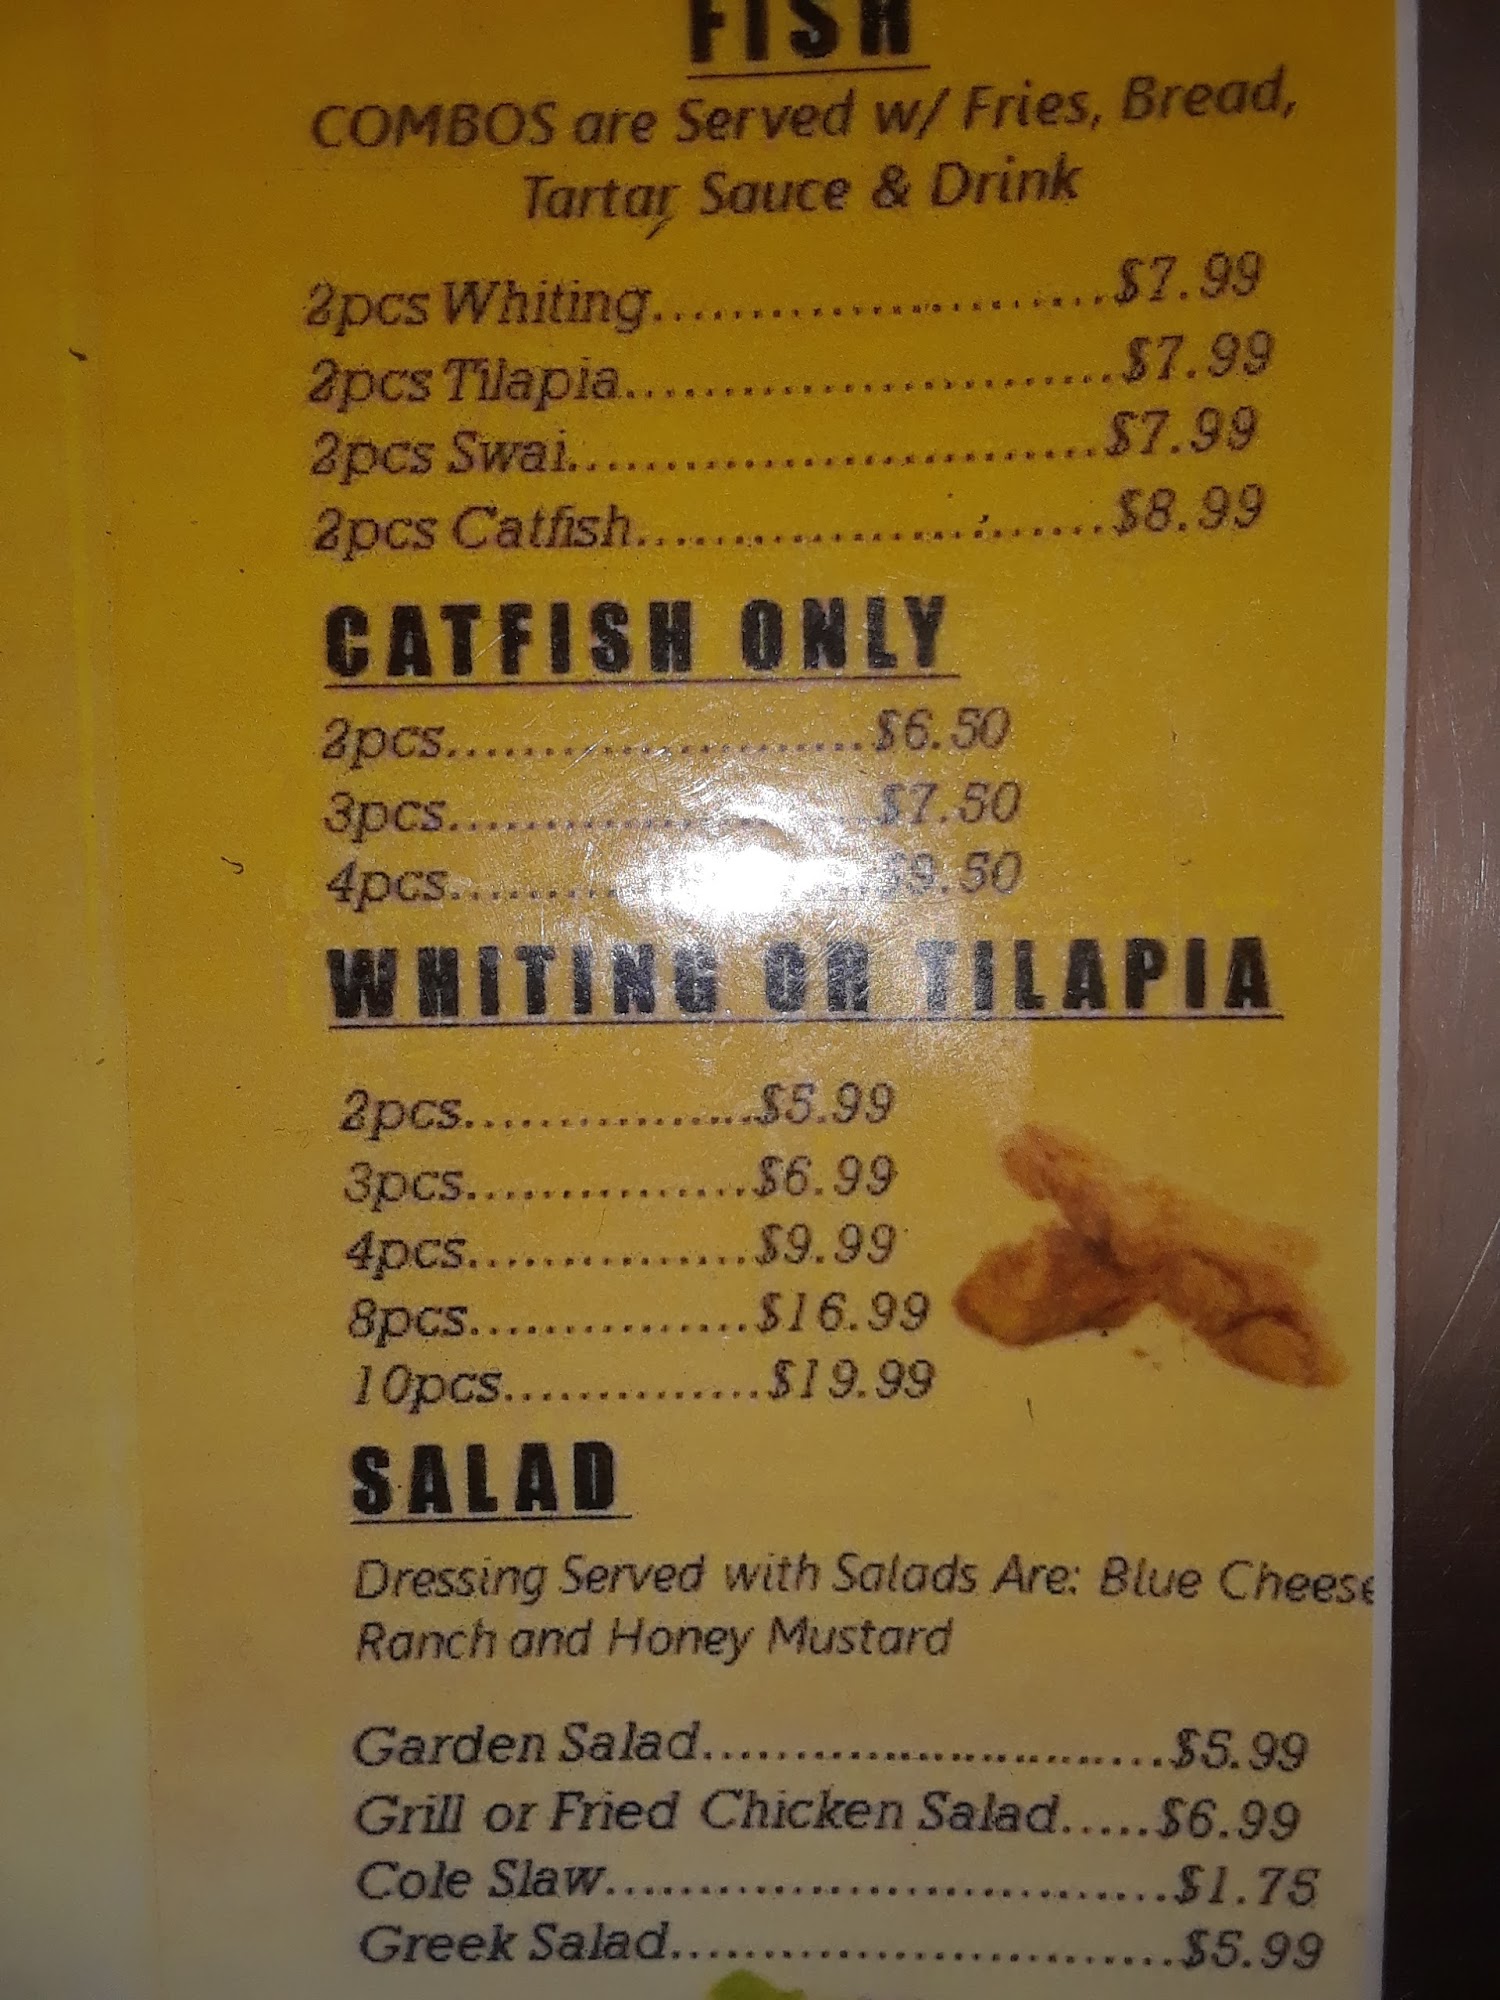 FISH
COMBOS are Served w/ Fries, Bread,
Tartar, Sauce & Drink
2pcs Whiting..............................$7.99
2pcs Tilapia................................$7.99
2pcs Swai...................................$7.99
2pcs Catfish...............................$8.99
CATFISH ONLY
2pcs............................$6.50
3pcs............................$7.50
4pcs............................$9.50
WHITING OR TILAPIA
2pcs....................$5.99
3pcs...................$6.99
4pcs...................$9.99
8pcs...................$16.99
10pcs.................$19.99
SALAD
Dressing Served with Salads Are: Blue Cheese
Ranch and Honey Mustard
Garden Salad..............................$5.99
Grill or Fried Chicken Salad.....$6.99
Cole Slaw.....................................$1.75
Greek Salad.................................$5.99